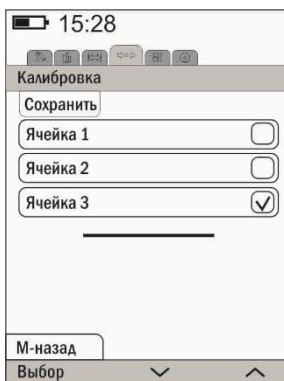 15:28
Калибровка
Сохранить
Ячейка 1
Ячейка 2
Ячейка 3
М-назад
Выбор